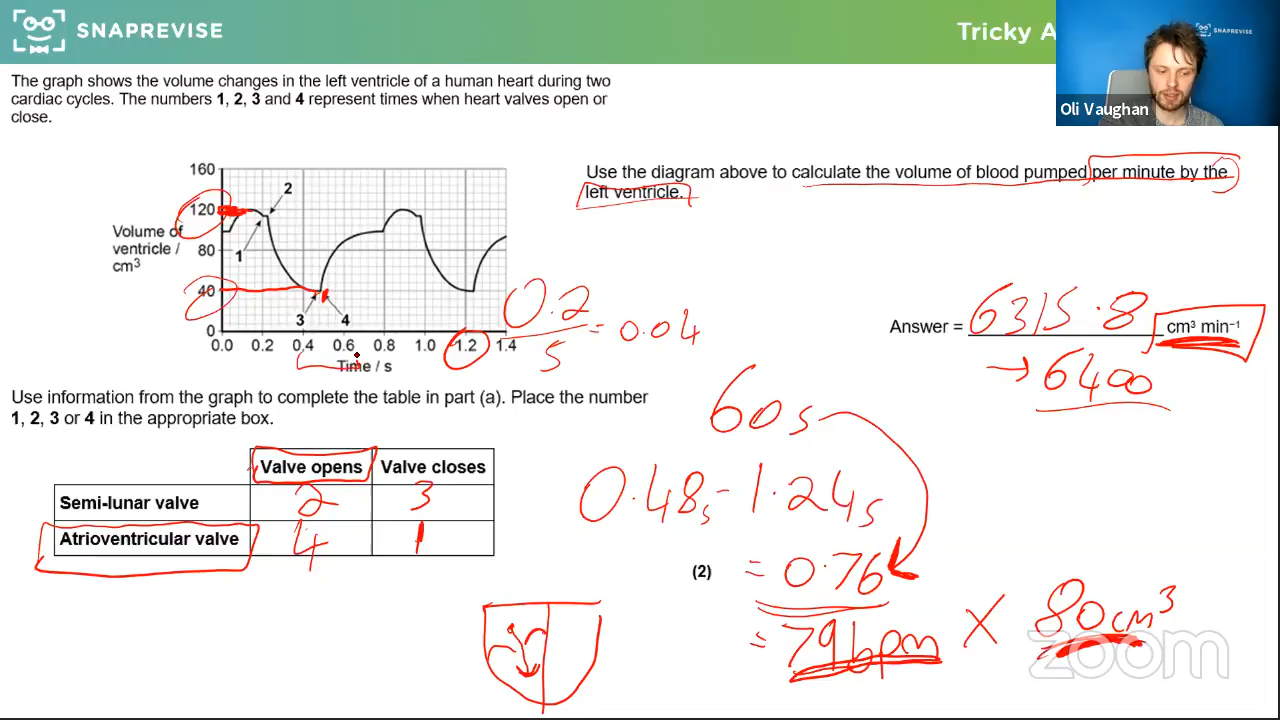 SNAPREVISE
Tricky A
SNAPREVISE
Oli Vaughan
The graph shows the volume changes in the left ventricle of a human heart during two
cardiac cycles. The numbers 1, 2, 3 and 4 represent times when heart valves open or
close.
Use the diagram above to calculate the volume of blood pumped per minute by the
left ventricle.
160
120
80
40
0
Volume of
ventricle /
cm³
1
2
3
4
0.0 0.2 0.4 0.6 0.8 1.0 1.2 1.4
Time / s
0.2
5
= 0.04
Answer = 6315.8 cm³ min⁻¹
→ 6400
Use information from the graph to complete the table in part (a). Place the number
1, 2, 3 or 4 in the appropriate box.
Valve opens Valve closes
Semi-lunar valve 2 3
Atrioventricular valve 4 1
60s
0.48s - 1.24s
(2)
= 0.76
= 79bpm × 80cm³
zoom